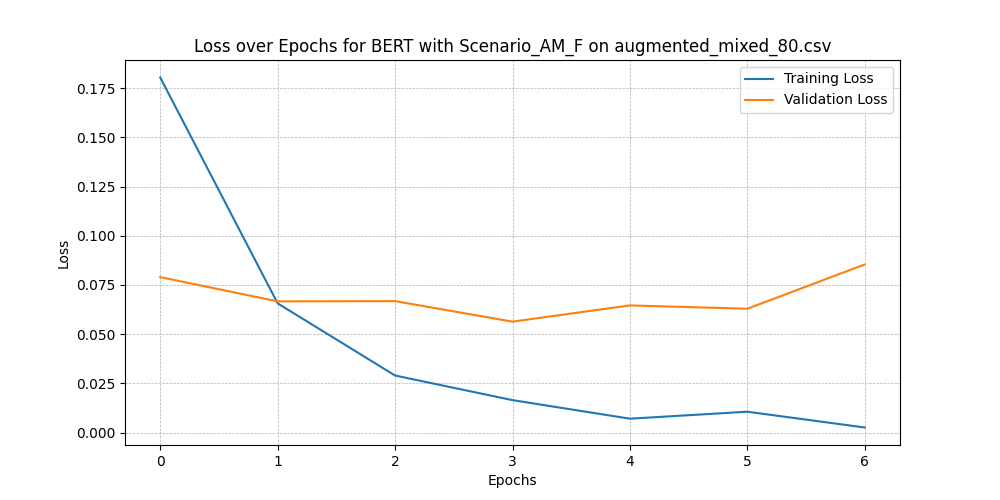 Loss over Epochs for BERT with Scenario_AM_F on augmented_mixed_80.csv
Training Loss
Validation Loss
0.175
0.150
0.125
0.100
0.075
0.050
0.025
0.000
Loss
0 1 2 3 4 5 6
Epochs